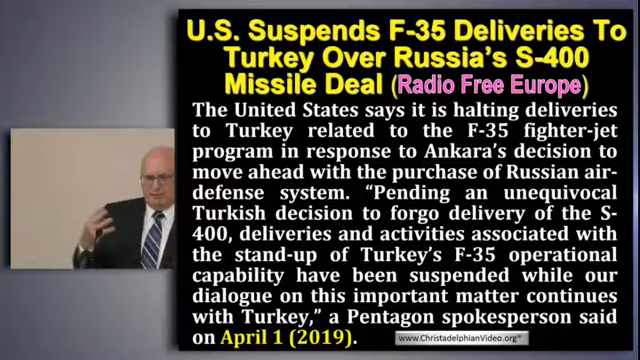 U.S. Suspends F-35 Deliveries To
Turkey Over Russia's S-400
Missile Deal (Radio Free Europe)
The United States says it is halting deliveries
to Turkey related to the F-35 fighter-jet
program in response to Ankara's decision to
move ahead with the purchase of Russian air-
defense system. "Pending an unequivocal
Turkish decision to forgo delivery of the S-
400, deliveries and activities associated with
the stand-up of Turkey's F-35 operational
capability have been suspended while our
dialogue on this important matter continues
with Turkey," a Pentagon spokesperson said
on April 1 (2019).
www.ChristadelphianVideo.org®